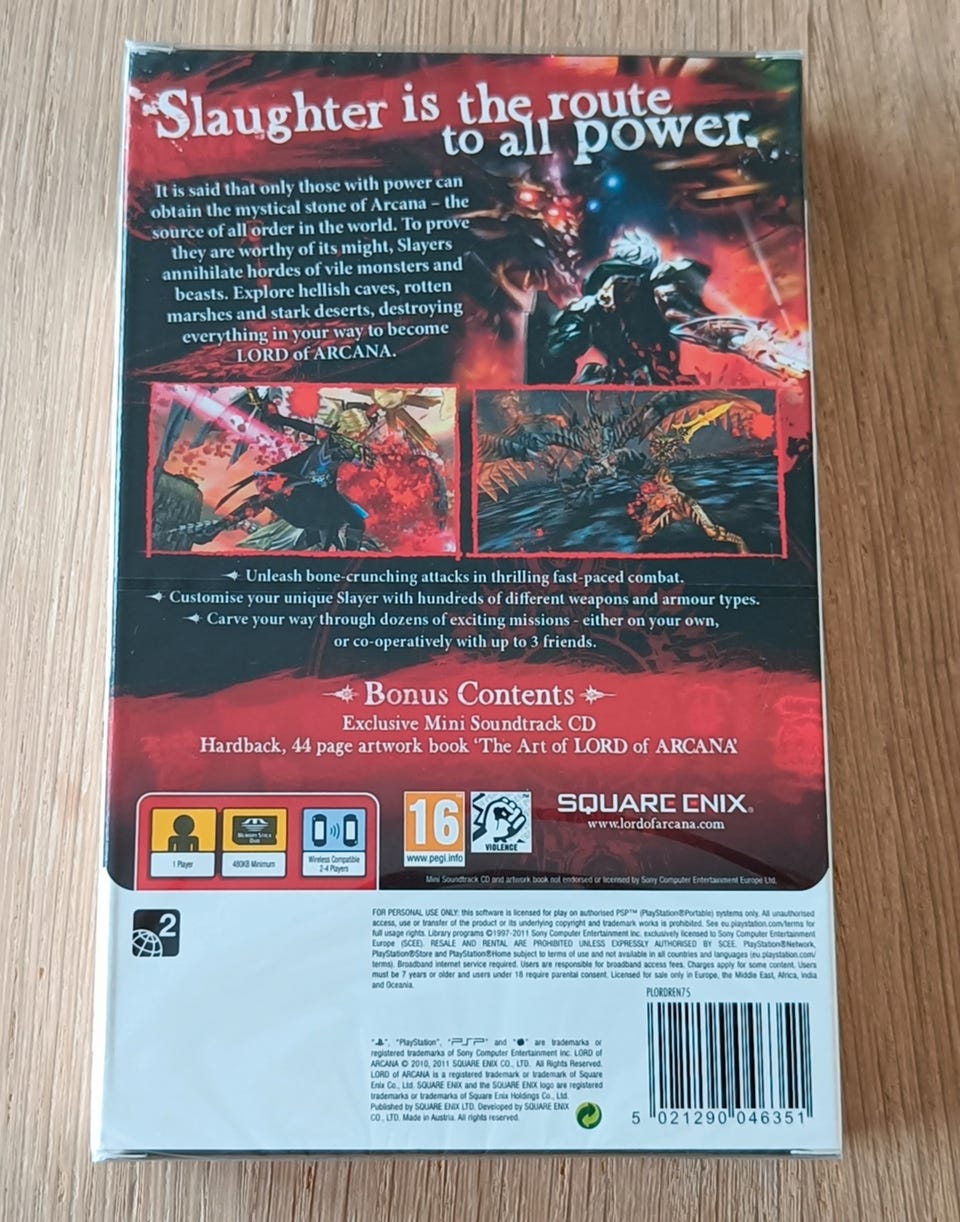 Slaughter is the route
to all power.
It is said that only those with power can
obtain the mystical stone of Arcana – the
source of all order in the world. To prove
they are worthy of its might, Slayers
annihilate hordes of vile monsters and
beasts. Explore hellish caves, rotten
marshes and stark deserts, destroying
everything in your way to become
LORD of ARCANA.
Unleash bone-crunching attacks in thrilling fast-paced combat.
Customise your unique Slayer with hundreds of different weapons and armour types.
Carve your way through dozens of exciting missions - either on your own,
or co-operatively with up to 3 friends.
Bonus Contents
Exclusive Mini Soundtrack CD
Hardback, 44 page artwork book ‘The Art of LORD of ARCANA’
1 Player
MEMORY STICK
DUO
480KB Minimum
Wireless Compatible
2-4 Players
16
www.pegi.info
VIOLENCE
SQUARE ENIX®
www.lordofarcana.com
Mini Soundtrack CD and artwork book not endorsed or licensed by Sony Computer Entertainment Europe Ltd.
2
FOR PERSONAL USE ONLY: this software is licensed for play on authorised PSP™ (PlayStation®Portable) systems only. All unauthorised
access, use or transfer of the product or its underlying copyright and trademark works is prohibited. See eu.playstation.com/terms for
full usage rights. Library programs ©1997-2011 Sony Computer Entertainment Inc. exclusively licensed to Sony Computer Entertainment
Europe (SCEE). RESALE AND RENTAL ARE PROHIBITED UNLESS EXPRESSLY AUTHORISED BY SCEE. PlayStation®Network,
PlayStation®Store and PlayStation®Home subject to terms of use and not available in all countries and languages (eu.playstation.com/
terms). Broadband internet service required. Users are responsible for broadband access fees. Charges apply for some content. Users
must be 7 years or older and users under 18 require parental consent. Licensed for sale only in Europe, the Middle East, Africa, India
and Oceania.
PLORDREN75
"PlayStation", "PSP" and "●" are trademarks or
registered trademarks of Sony Computer Entertainment Inc. LORD of
ARCANA © 2010, 2011 SQUARE ENIX CO., LTD. All Rights Reserved.
LORD of ARCANA is a registered trademark or trademark of Square
Enix Co., Ltd. SQUARE ENIX and the SQUARE ENIX logo are registered
trademarks or trademarks of Square Enix Holdings Co., Ltd.
Published by SQUARE ENIX LTD. Developed by SQUARE ENIX
CO., LTD. Made in Austria. All rights reserved.
5 021290 046351